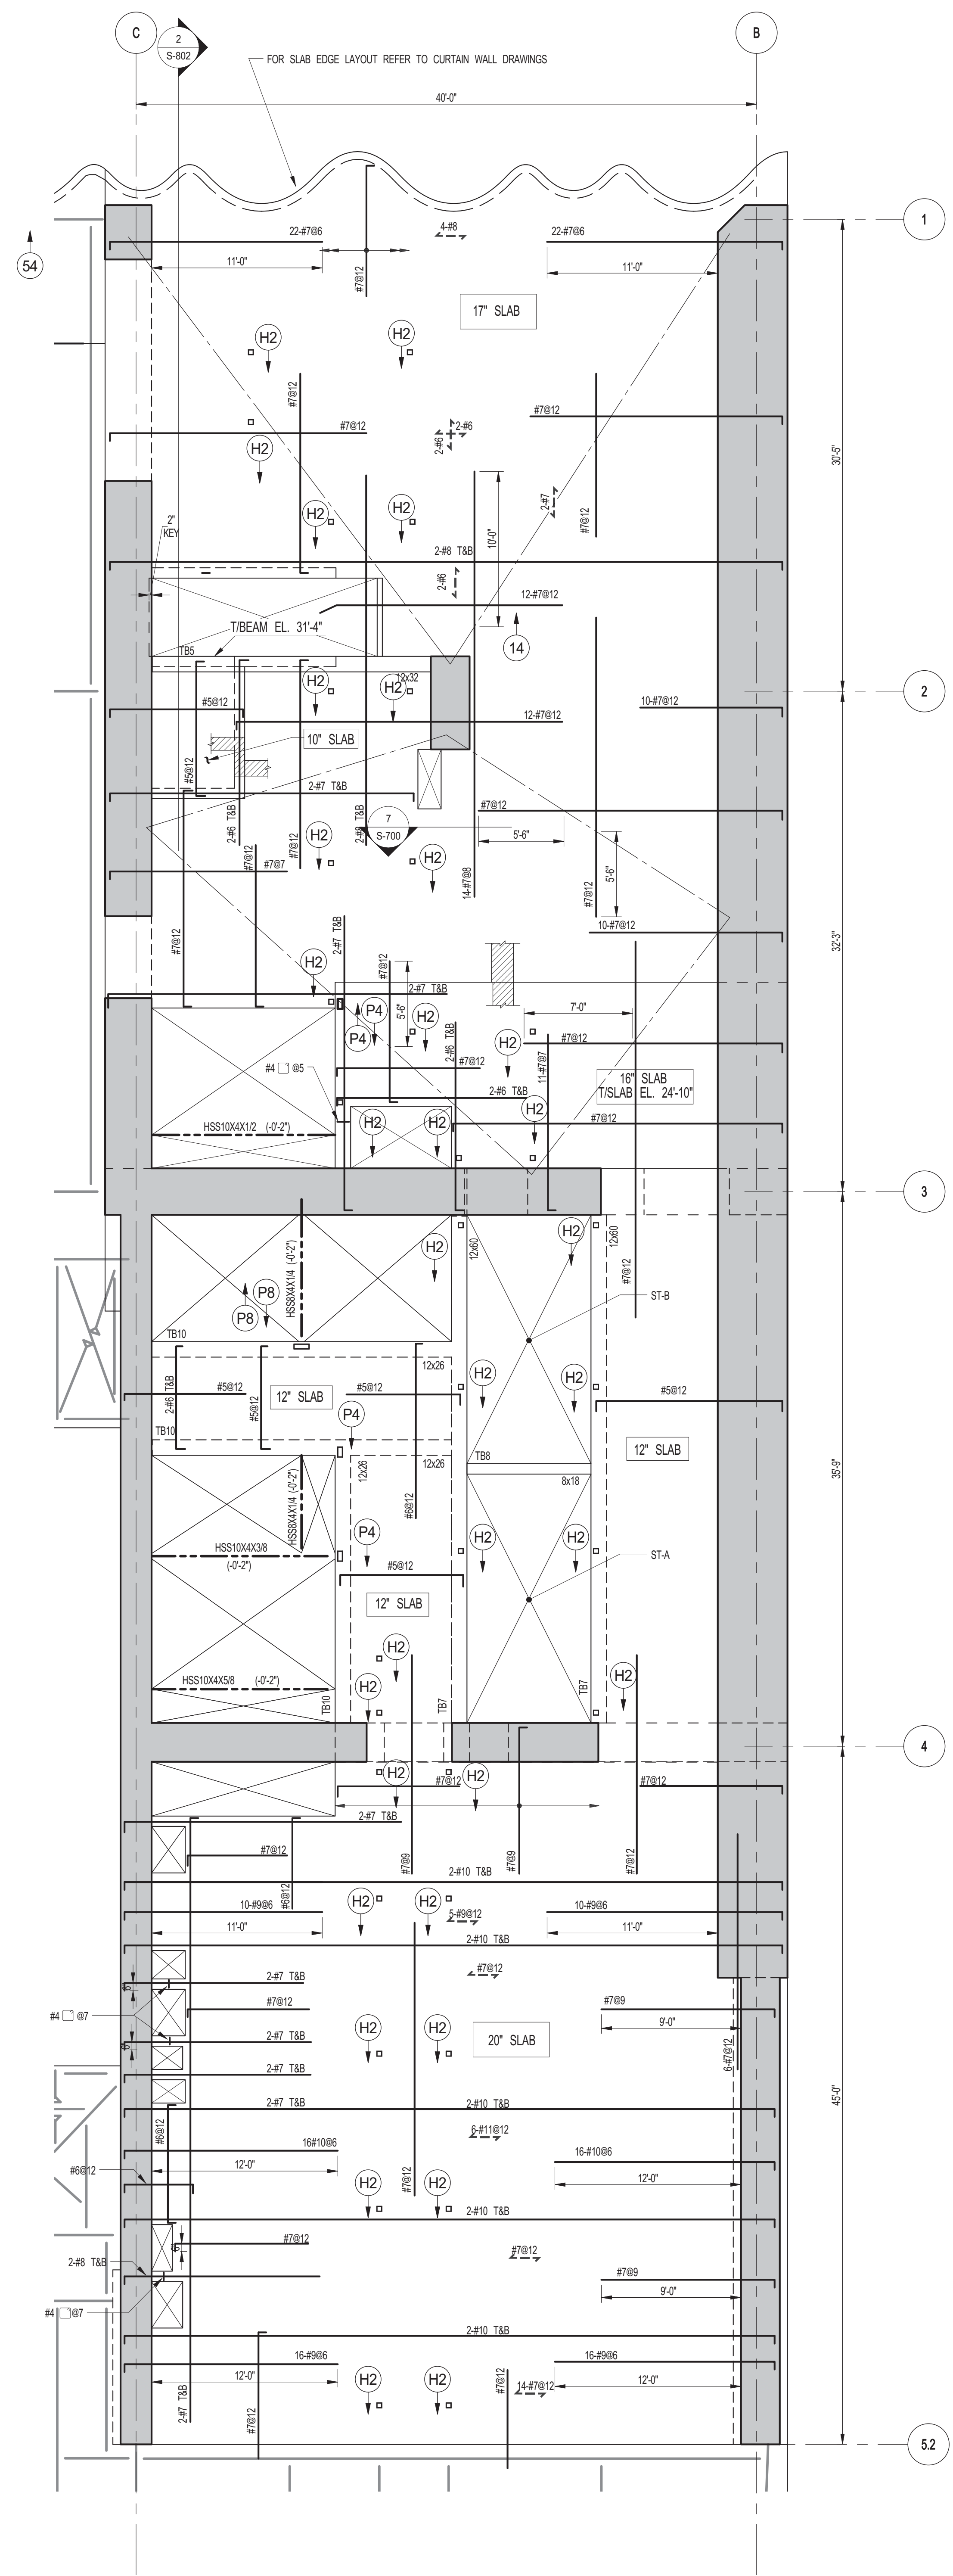 C
2
S-802
B
FOR SLAB EDGE LAYOUT REFER TO CURTAIN WALL DRAWINGS
40'-0"
1
54
22-#7@6
4-#8
22-#7@6
11'-0"
11'-0"
#7@12
17" SLAB
H2
H2
#7@12
#7@12
#7@12
2-#6
2-#6
H2
30'-5"
2"
KEY
H2
H2
10'-0"
2-#7
#7@12
2-#8 T&B
2-#6
12-#7@12
T/BEAM EL. 31'-4"
TB5
14
H2
H2
12x32
2
#5@12
10-#7@12
12-#7@12
10" SLAB
#5@12
2-#7 T&B
2-#6 T&B
2-#8 T&B
7
S-700
#7@12
5'-6"
H2
#7@12
#7@12
H2
#7@7
14-#7@8
5'-6"
#7@12
10-#7@12
#7@12
2-#7 T&B
32'-3"
H2
#7@12
2-#7 T&B
5'-6"
P4
P4
H2
7'-0"
#7@12
H2
2-#6 T&B
#4 @5
#7@12
11-#7@7
16" SLAB
T/SLAB EL. 24'-10"
2-#6 T&B
H2
H2
H2
#7@12
HSS10X4X1/2 (-0'-2")
3
H2
12x60
H2
12x60
#7@12
HSS8X4X1/4 (-0'-2")
P8
P8
ST-B
TB10
12x26
2-#6 T&B
#5@12
#5@12
12" SLAB
#5@12
H2
H2
#5@12
P4
TB10
12" SLAB
12x26
12x26
TB8
8x18
35'-9"
HSS8X4X1/4 (-0'-2")
#6@12
P4
H2
H2
HSS10X4X3/8
(-0'-2")
ST-A
#5@12
12" SLAB
H2
HSS10X4X5/8 (-0'-2")
H2
H2
TB10
TB7
TB7
4
H2
H2
#7@12
#7@12
2-#7 T&B
#7@12
#7@9
#7@9
#7@12
2-#10 T&B
#6@12
10-#9@6
H2
H2
5-#9@12
10-#9@6
11'-0"
11'-0"
2-#10 T&B
2-#7 T&B
#7@12
#4 @7
#7@12
#7@9
9'-0"
H2
H2
20" SLAB
2-#7 T&B
6-#7@12
2-#7 T&B
2-#7 T&B
2-#10 T&B
45'-0"
#6@12
6-#11@12
16#10@6
16-#10@6
#6@12
12'-0"
12'-0"
H2
H2
#7@12
2-#10 T&B
#7@12
#7@12
2-#8 T&B
#7@9
9'-0"
#4 @7
2-#10 T&B
16-#9@6
16-#9@6
12'-0"
12'-0"
H2
H2
#7@12
14-#7@12
2-#7 T&B
#7@12
5.2